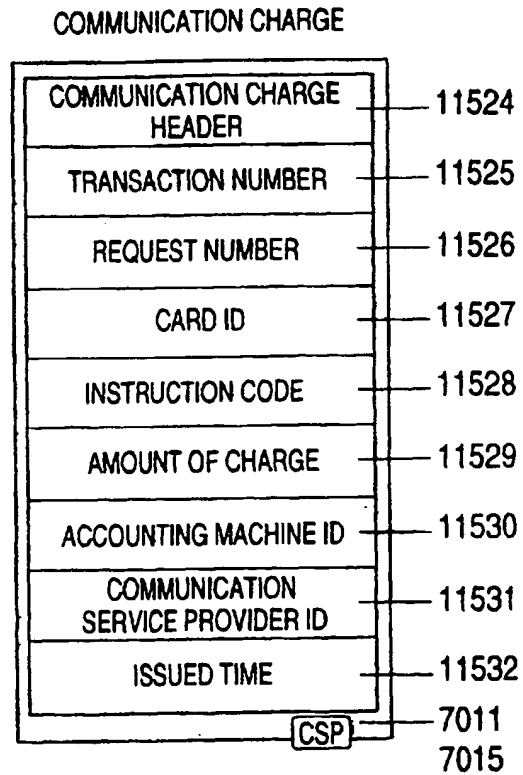 COMMUNICATION CHARGE
COMMUNICATION CHARGE
HEADER
11524
TRANSACTION NUMBER
11525
REQUEST NUMBER
11526
CARD ID
11527
INSTRUCTION CODE
11528
AMOUNT OF CHARGE
11529
ACCOUNTING MACHINE ID
11530
COMMUNICATION
SERVICE PROVIDER ID
11531
ISSUED TIME
11532
CSP
7011
7015